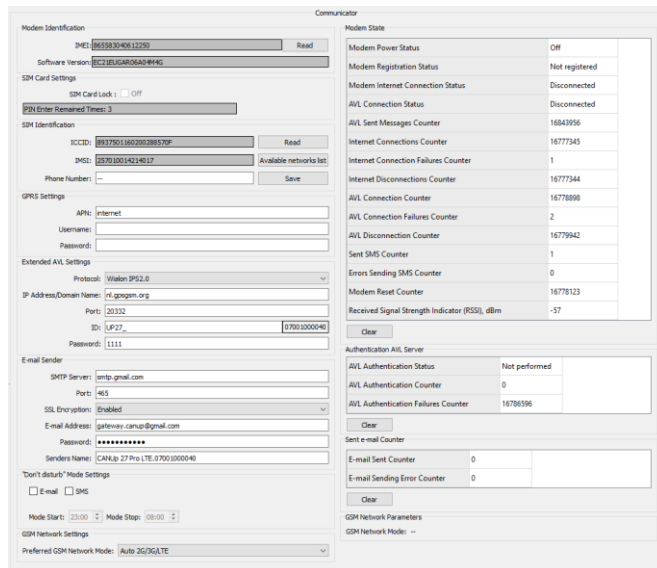 Communicator
Modem Identification
IMEI: 865583040612250 Read
Software Version: EC21EUGAR06A04M4G
SIM Card Settings
SIM Card Lock : Off
PIN Enter Remained Times: 3
SIM Identification
ICCID: 8937501160200288570F Read
IMSI: 257010014214017 Available networks list
Phone Number: -- Save
GPRS Settings
APN: internet
Username:
Password:
Extended AVL Settings
Protocol: Wialon IPS2.0
IP Address/Domain Name: nl.gpsgsm.org
Port: 20332
ID: UP27_ 07001000040
Password: 1111
E-mail Sender
SMTP Server: smtp.gmail.com
Port: 465
SSL Encryption: Enabled
E-mail Address: gateway.canup@gmail.com
Password: ●●●●●●●●●●●
Senders Name: CANUp 27 Pro LTE.07001000040
"Don't disturb" Mode Settings
E-mail SMS
Mode Start: 23:00 Mode Stop: 08:00
GSM Network Settings
Preferred GSM Network Mode: Auto 2G/3G/LTE
Modem State
Modem Power Status Off
Modem Registration Status Not registered
Modem Internet Connection Status Disconnected
AVL Connection Status Disconnected
AVL Sent Messages Counter 16843956
Internet Connections Counter 16777345
Internet Connection Failures Counter 1
Internet Disconnections Counter 16777344
AVL Connection Counter 16778898
AVL Connection Failures Counter 2
AVL Disconnection Counter 16779942
Sent SMS Counter 1
Errors Sending SMS Counter 0
Modem Reset Counter 16778123
Received Signal Strength Indicator (RSSI), dBm -57
Clear
Authentication AVL Server
AVL Authentication Status Not performed
AVL Authentication Counter 0
AVL Authentication Failures Counter 16786596
Clear
Sent e-mail Counter
E-mail Sent Counter 0
E-mail Sending Error Counter 0
Clear
GSM Network Parameters
GSM Network Mode: --